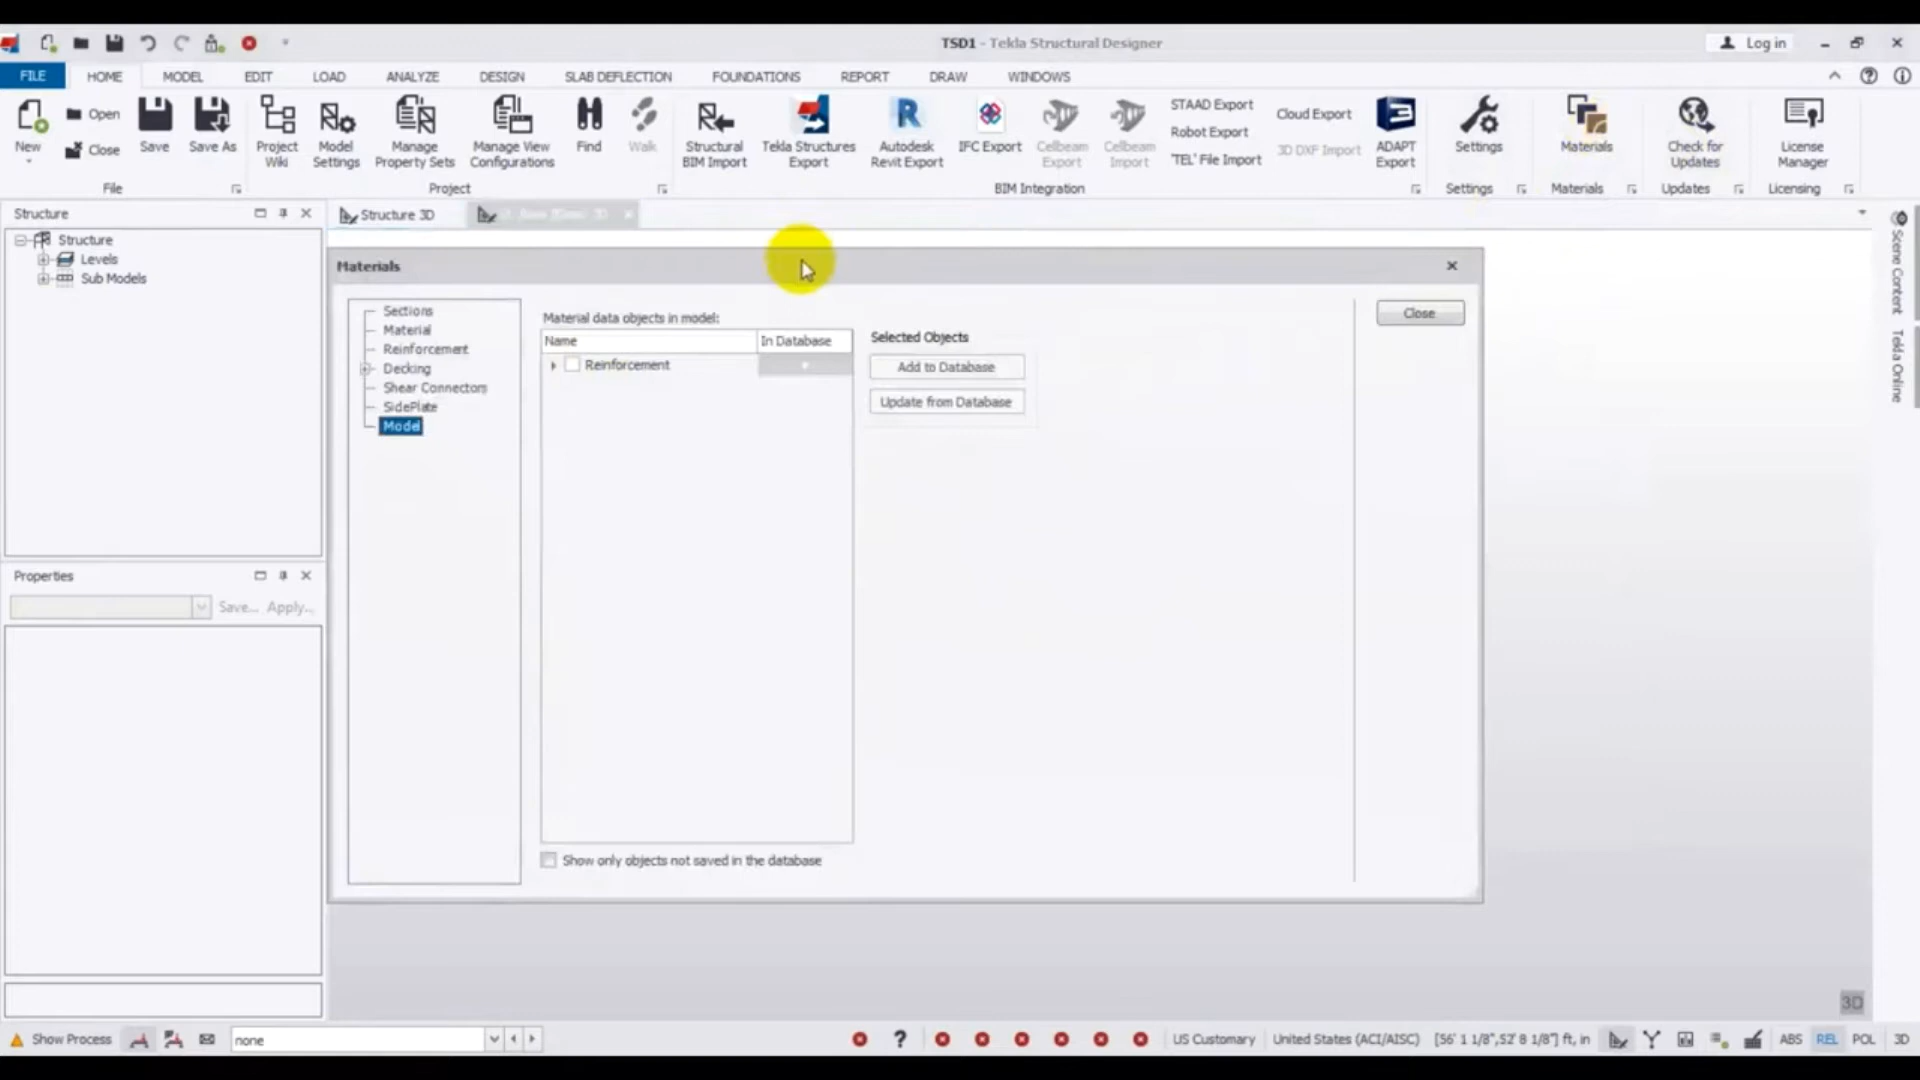 TSD1 - Tekla Structural Designer
Log in
FILE
HOME
MODEL
EDIT
LOAD
ANALYZE
DESIGN
SLAB DEFLECTION
FOUNDATIONS
REPORT
DRAW
WINDOWS
New
Open
Close
Save
Save As
Project Wiki
Model Settings
Manage Property Sets
Manage View Configurations
Find
Walk
Structural BIM Import
Tekla Structures Export
Autodesk Revit Export
IFC Export
Cellbeam Export
Cellbeam Import
STAAD Export
Robot Export
'TEL' File Import
Cloud Export
3D DXF Import
ADAPT Export
Settings
Materials
Check for Updates
License Manager
File
Project
BIM Integration
Settings
Materials
Updates
Licensing
Structure
Structure 3D
Structure
Levels
Sub Models
Materials
Sections
Material
Reinforcement
Decking
Shear Connectors
SidePlate
Model
Material data objects in model:
Name
In Database
Reinforcement
Selected Objects
Add to Database
Update from Database
Close
Show only objects not saved in the database
Properties
Save...
Apply...
Scene Content
Tekla Online
3D
Show Process
none
US Customary
United States (ACI/AISC)
[56' 1 1/8",52' 8 1/8"] ft, in
ABS
REL
POL
3D